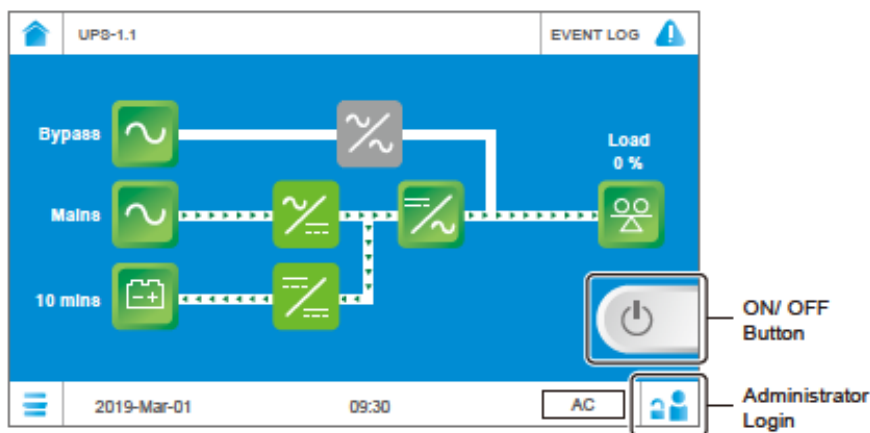 UPS-1.1
EVENT LOG
Bypass
Load
0 %
Mains
10 mins
ON/ OFF
Button
2019-Mar-01
09:30
AC
Administrator
Login